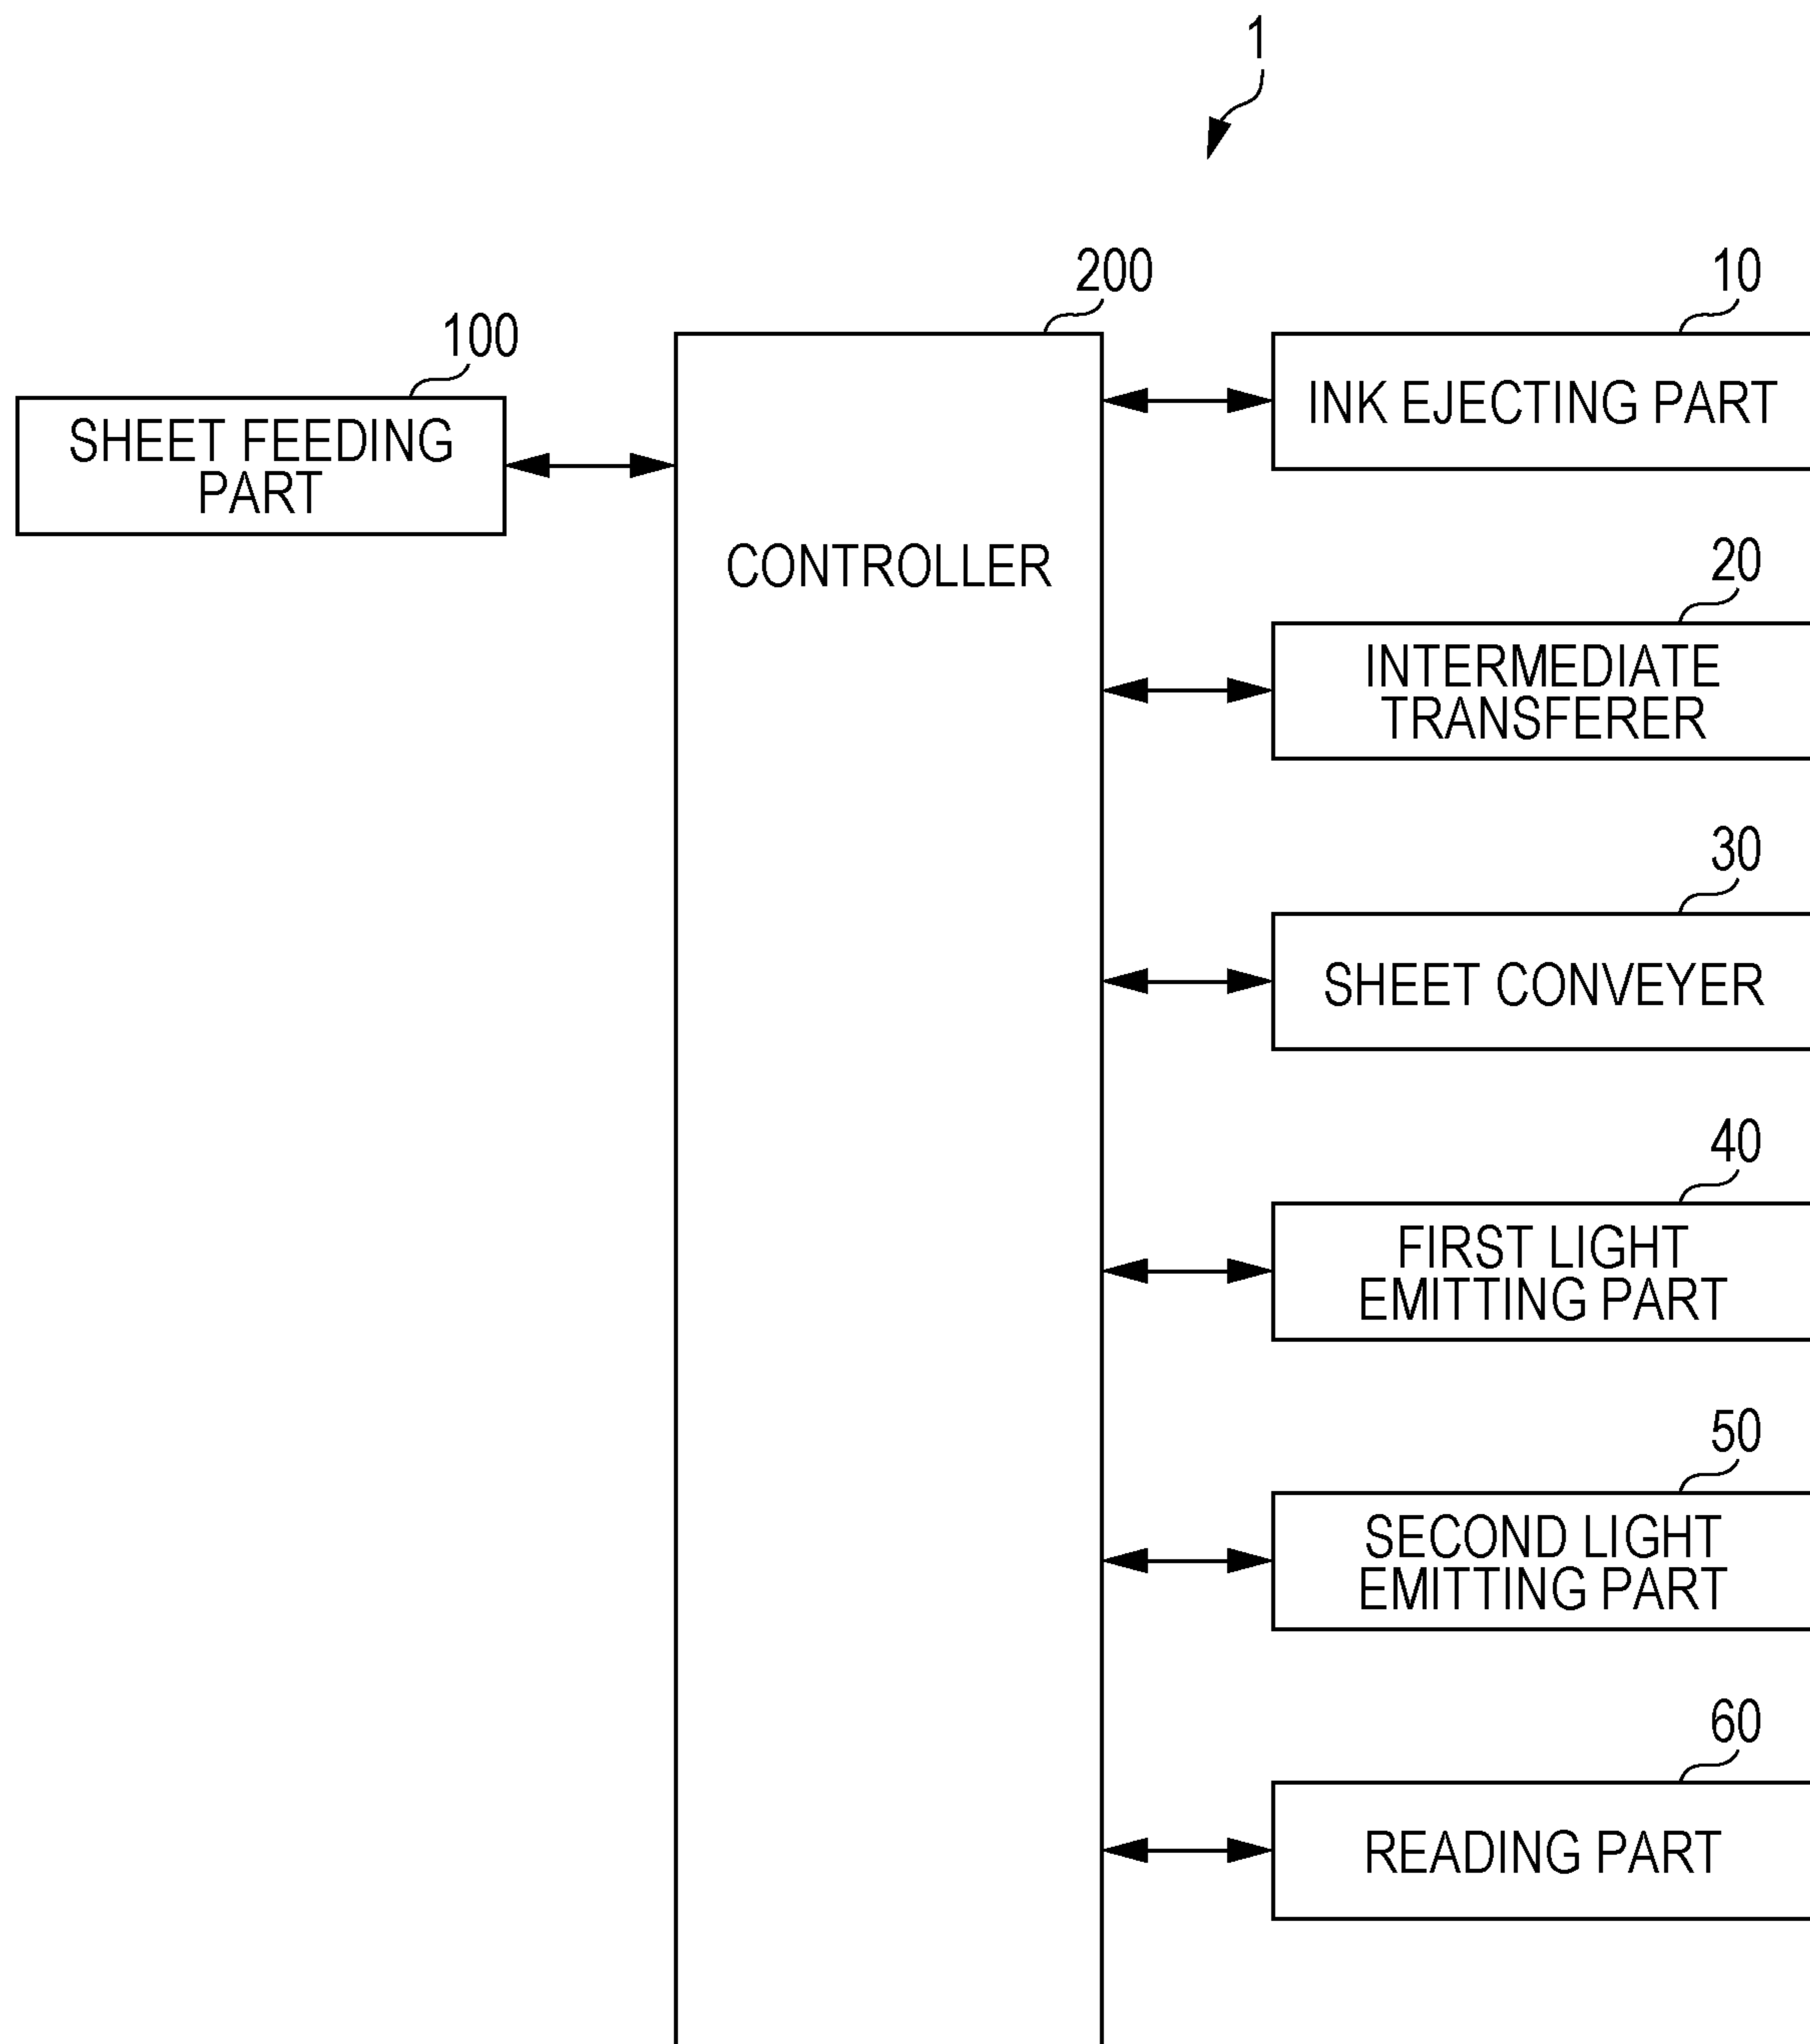 1
200
10
100
INK EJECTING PART
SHEET FEEDING
PART
CONTROLLER
20
INTERMEDIATE
TRANSFERER
30
SHEET CONVEYER
40
FIRST LIGHT
EMITTING PART
50
SECOND LIGHT
EMITTING PART
60
READING PART